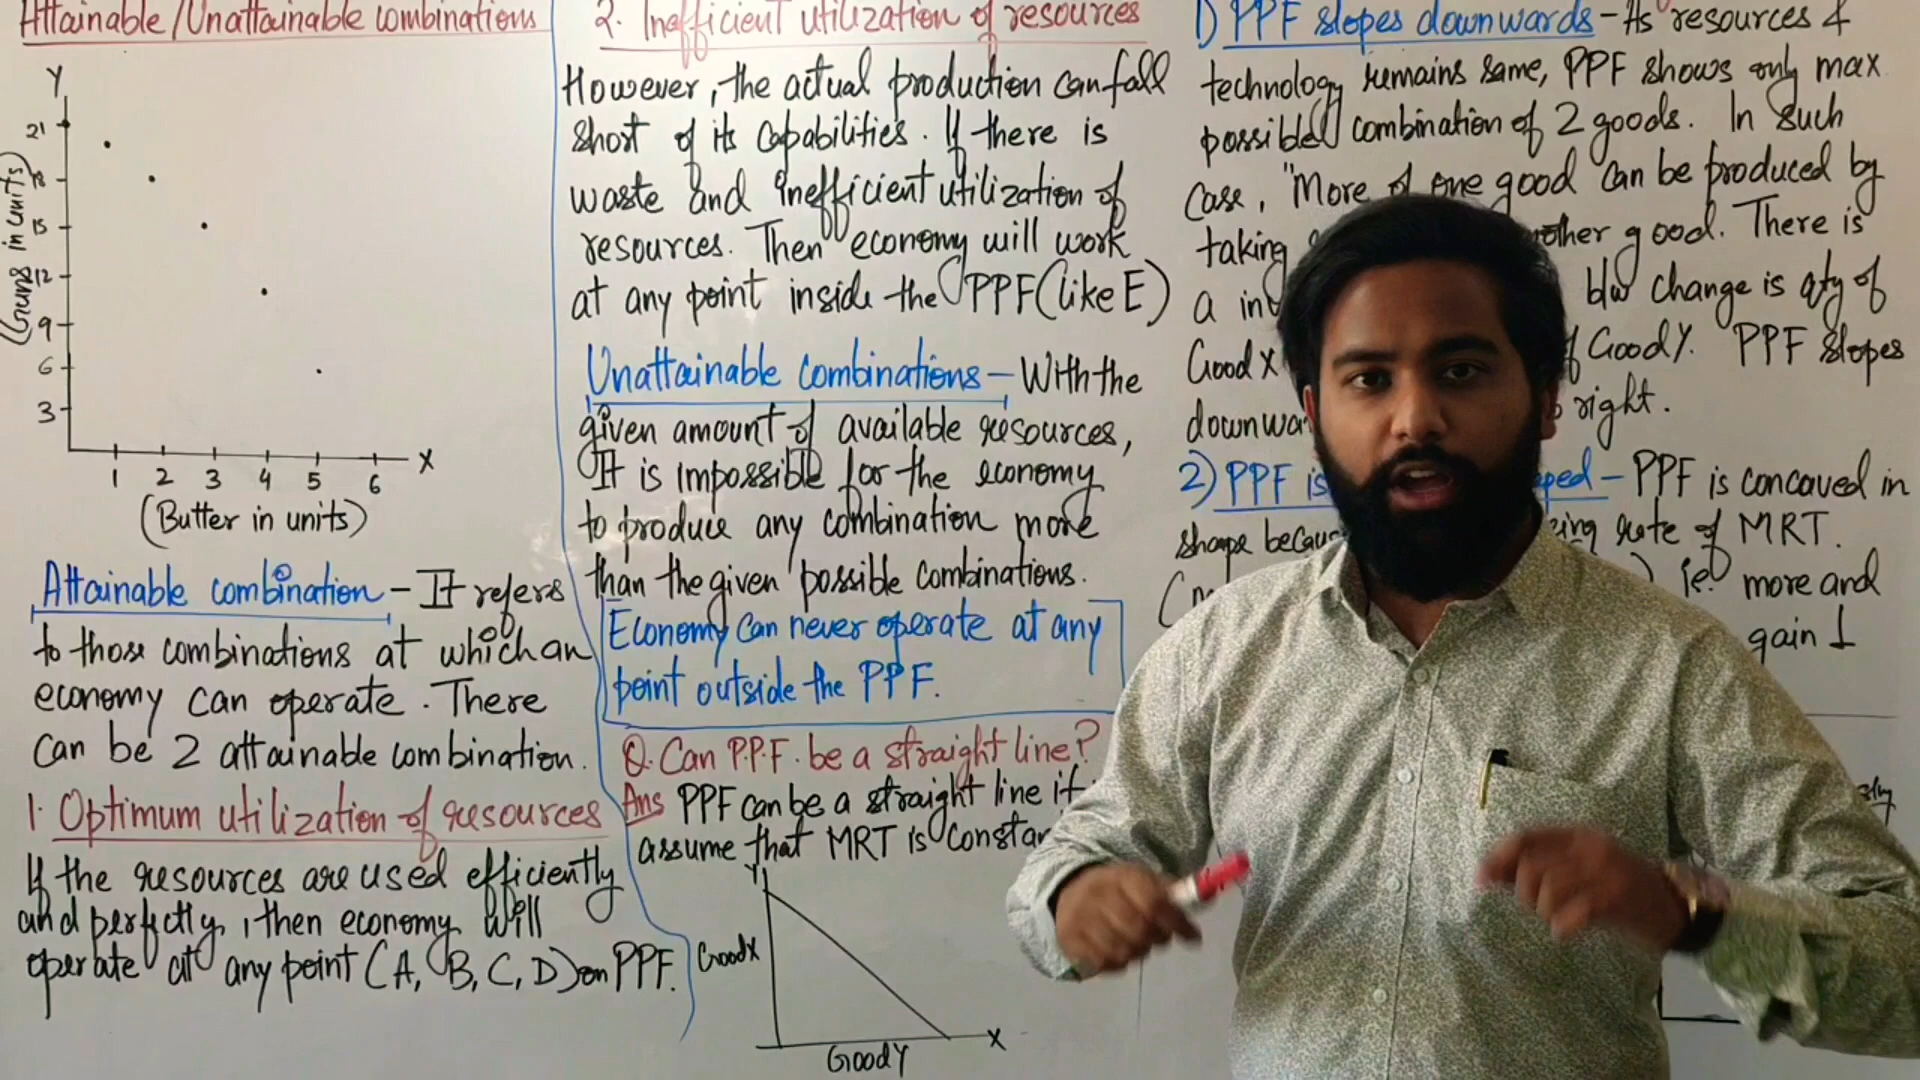 Attainable/Unattainable combinations
Y
21
18
15
12
9
6
3
(Guns in units)
1 2 3 4 5 6 X
(Butter in units)
Attainable combination - It refers
to those combinations at which an
economy can operate. There
can be 2 attainable combination.
1. Optimum utilization of resources
If the resources are used efficiently
and perfectly, then economy will
operate at any point (A, B, C, D) on PPF.
2. Inefficient utilization of resources
However, the actual production can fall
short of its capabilities. If there is
waste and inefficient utilization of
resources. Then economy will work
at any point inside the PPF (like E)
Unattainable combinations - With the
given amount of available resources,
It is impossible for the economy
to produce any combination more
than the given possible combinations.
Economy can never operate at any
point outside the PPF.
Q. Can P.P.F. be a straight line?
Ans PPF can be a straight line if
assume that MRT is
Y
Good X
Good Y
X
1) PPF slopes downwards - As resources &
technology remains same, PPF shows only max
possible combination of 2 goods. In such
case, "More of one good can be produced by
taking other good. There is
a b/w change is qty of
Good X Good Y. PPF slopes
right.
2) PPF is - PPF is concaved in
shape rate of MRT.
ie. more and
gain 1